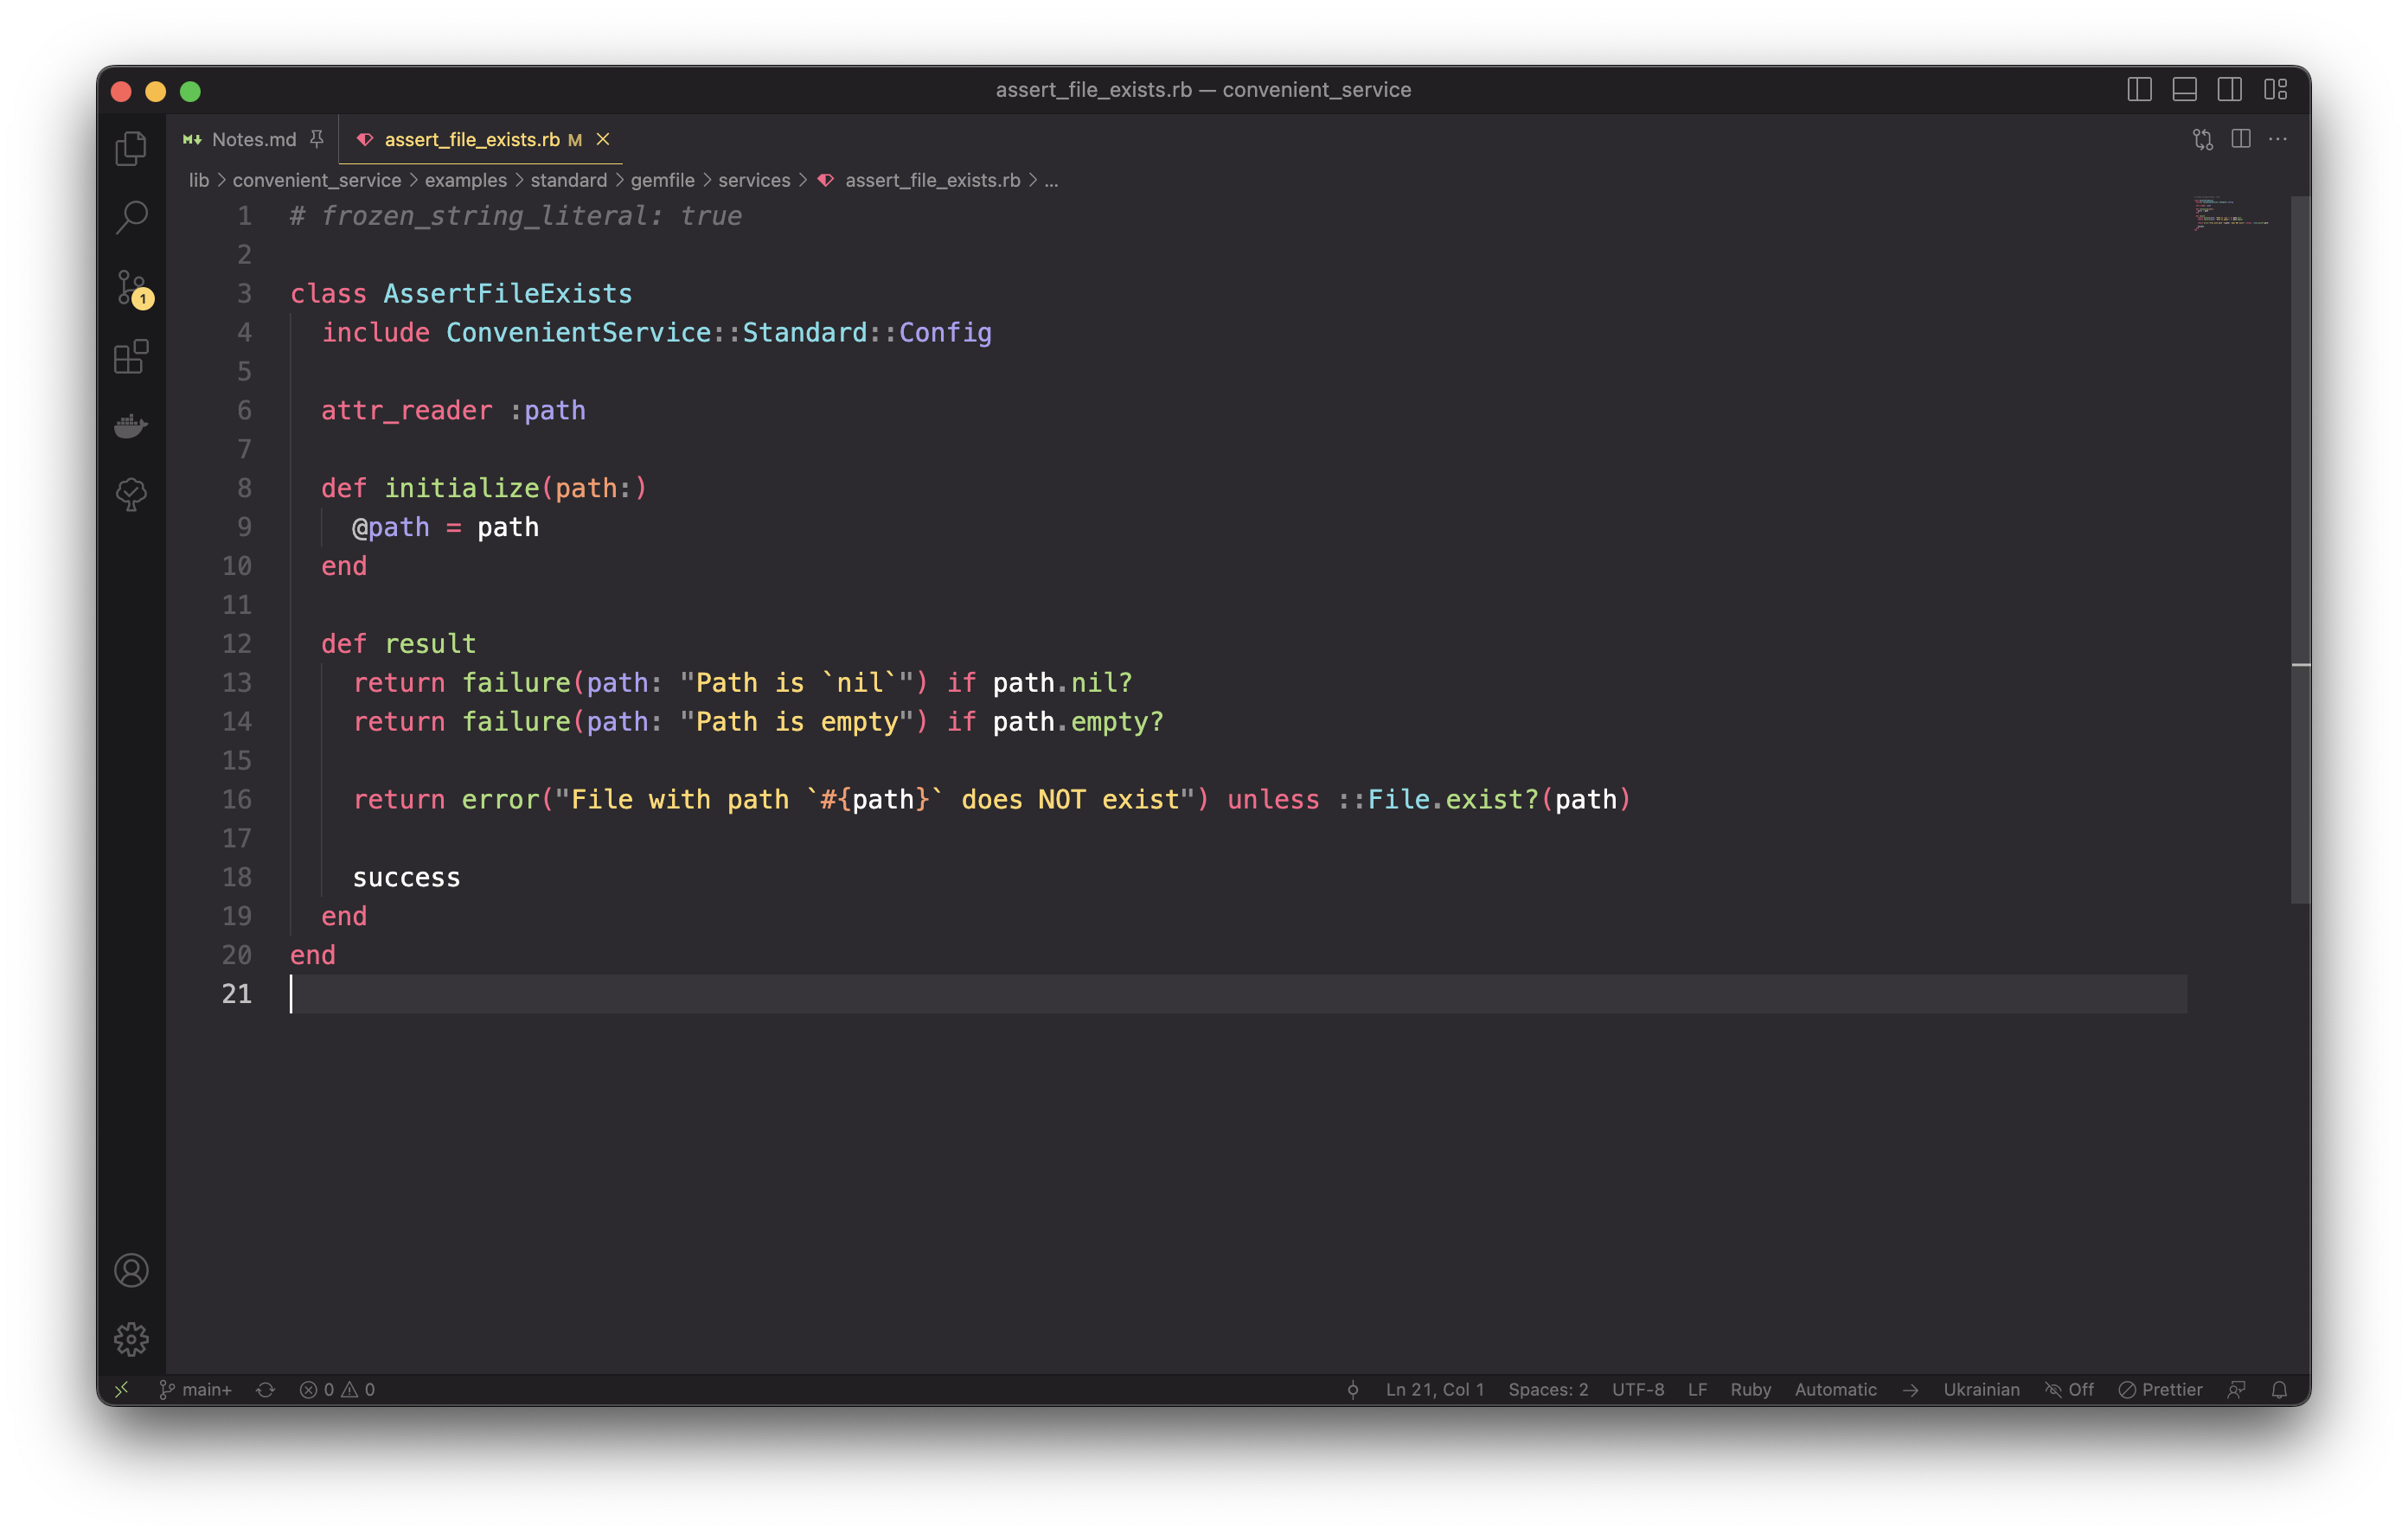 assert_file_exists.rb — convenient_service
Notes.md
assert_file_exists.rb M
lib > convenient_service > examples > standard > gemfile > services > assert_file_exists.rb > ...
1 # frozen_string_literal: true
2
3 class AssertFileExists
4   include ConvenientService::Standard::Config
5
6   attr_reader :path
7
8   def initialize(path:)
9     @path = path
10   end
11
12   def result
13     return failure(path: "Path is `nil`") if path.nil?
14     return failure(path: "Path is empty") if path.empty?
15
16     return error("File with path `#{path}` does NOT exist") unless ::File.exist?(path)
17
18     success
19   end
20 end
21
1
main+ 0 0 Ln 21, Col 1 Spaces: 2 UTF-8 LF Ruby Automatic Ukrainian Off Prettier